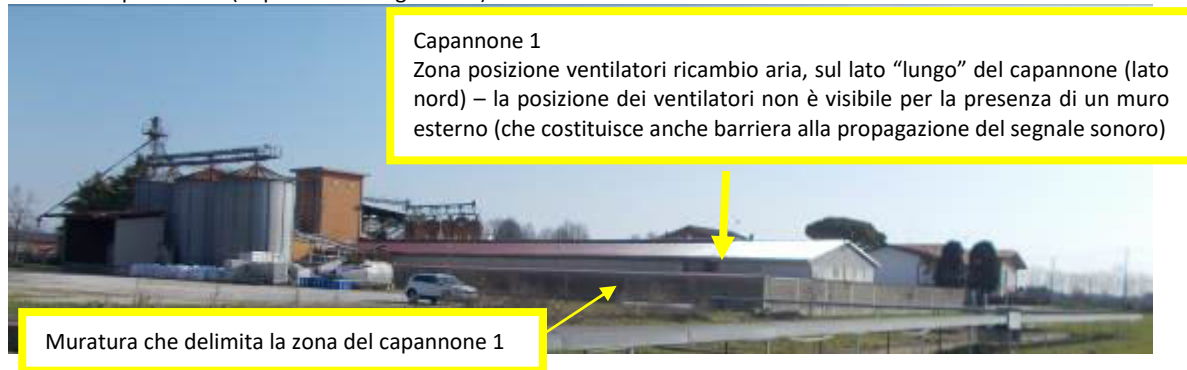 Capannone 1
Zona posizione ventilatori ricambio aria, sul lato “lungo” del capannone (lato
nord) – la posizione dei ventilatori non è visibile per la presenza di un muro
esterno (che costituisce anche barriera alla propagazione del segnale sonoro)
Muratura che delimita la zona del capannone 1